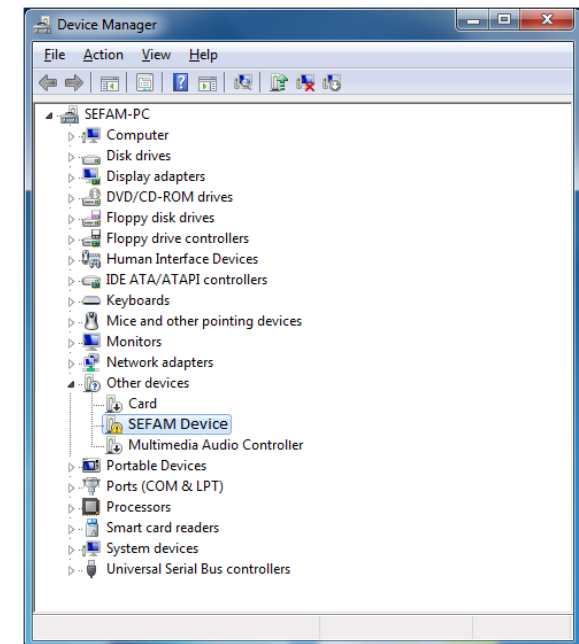 Device Manager
File Action View Help
SEFAM-PC
Computer
Disk drives
Display adapters
DVD/CD-ROM drives
Floppy disk drives
Floppy drive controllers
Human Interface Devices
IDE ATA/ATAPI controllers
Keyboards
Mice and other pointing devices
Monitors
Network adapters
Other devices
Card
SEFAM Device
Multimedia Audio Controller
Portable Devices
Ports (COM & LPT)
Processors
Smart card readers
System devices
Universal Serial Bus controllers